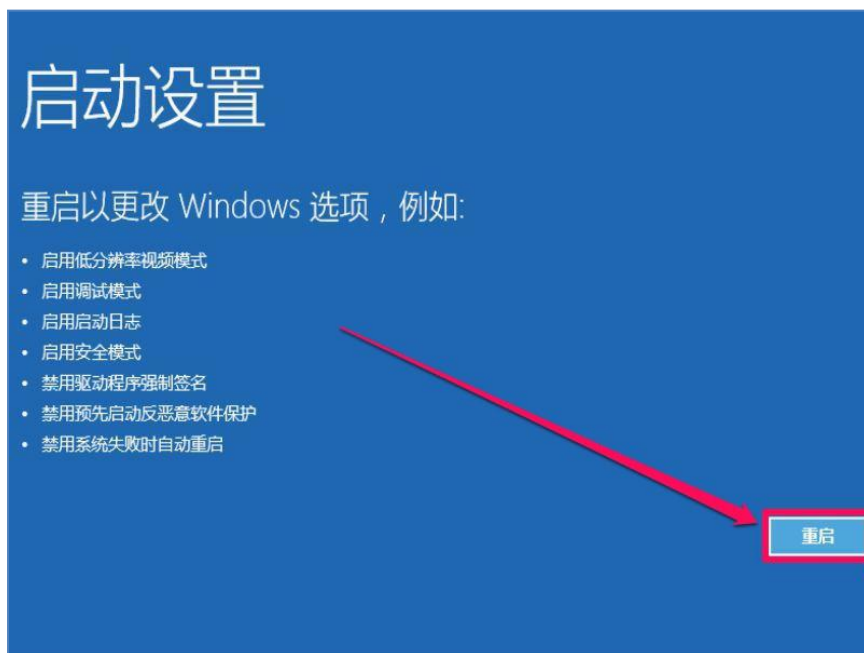 启动设置
重启以更改 Windows 选项，例如:
• 启用低分辨率视频模式
• 启用调试模式
• 启用启动日志
• 启用安全模式
• 禁用驱动程序强制签名
• 禁用预先启动反恶意软件保护
• 禁用系统失败时自动重启
重启